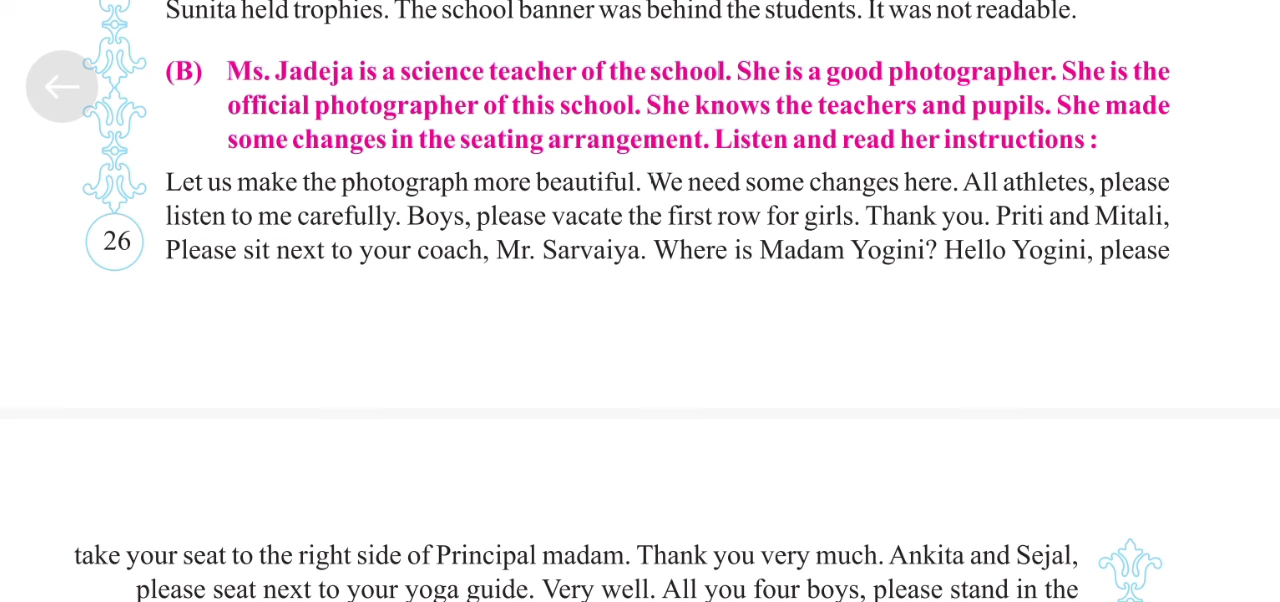 Sunita held trophies. The school banner was behind the students. It was not readable.
(B) Ms. Jadeja is a science teacher of the school. She is a good photographer. She is the
official photographer of this school. She knows the teachers and pupils. She made
some changes in the seating arrangement. Listen and read her instructions :
Let us make the photograph more beautiful. We need some changes here. All athletes, please
listen to me carefully. Boys, please vacate the first row for girls. Thank you. Priti and Mitali,
26
Please sit next to your coach, Mr. Sarvaiya. Where is Madam Yogini? Hello Yogini, please
take your seat to the right side of Principal madam. Thank you very much. Ankita and Sejal,
please seat next to your yoga guide. Very well. All you four boys, please stand in the